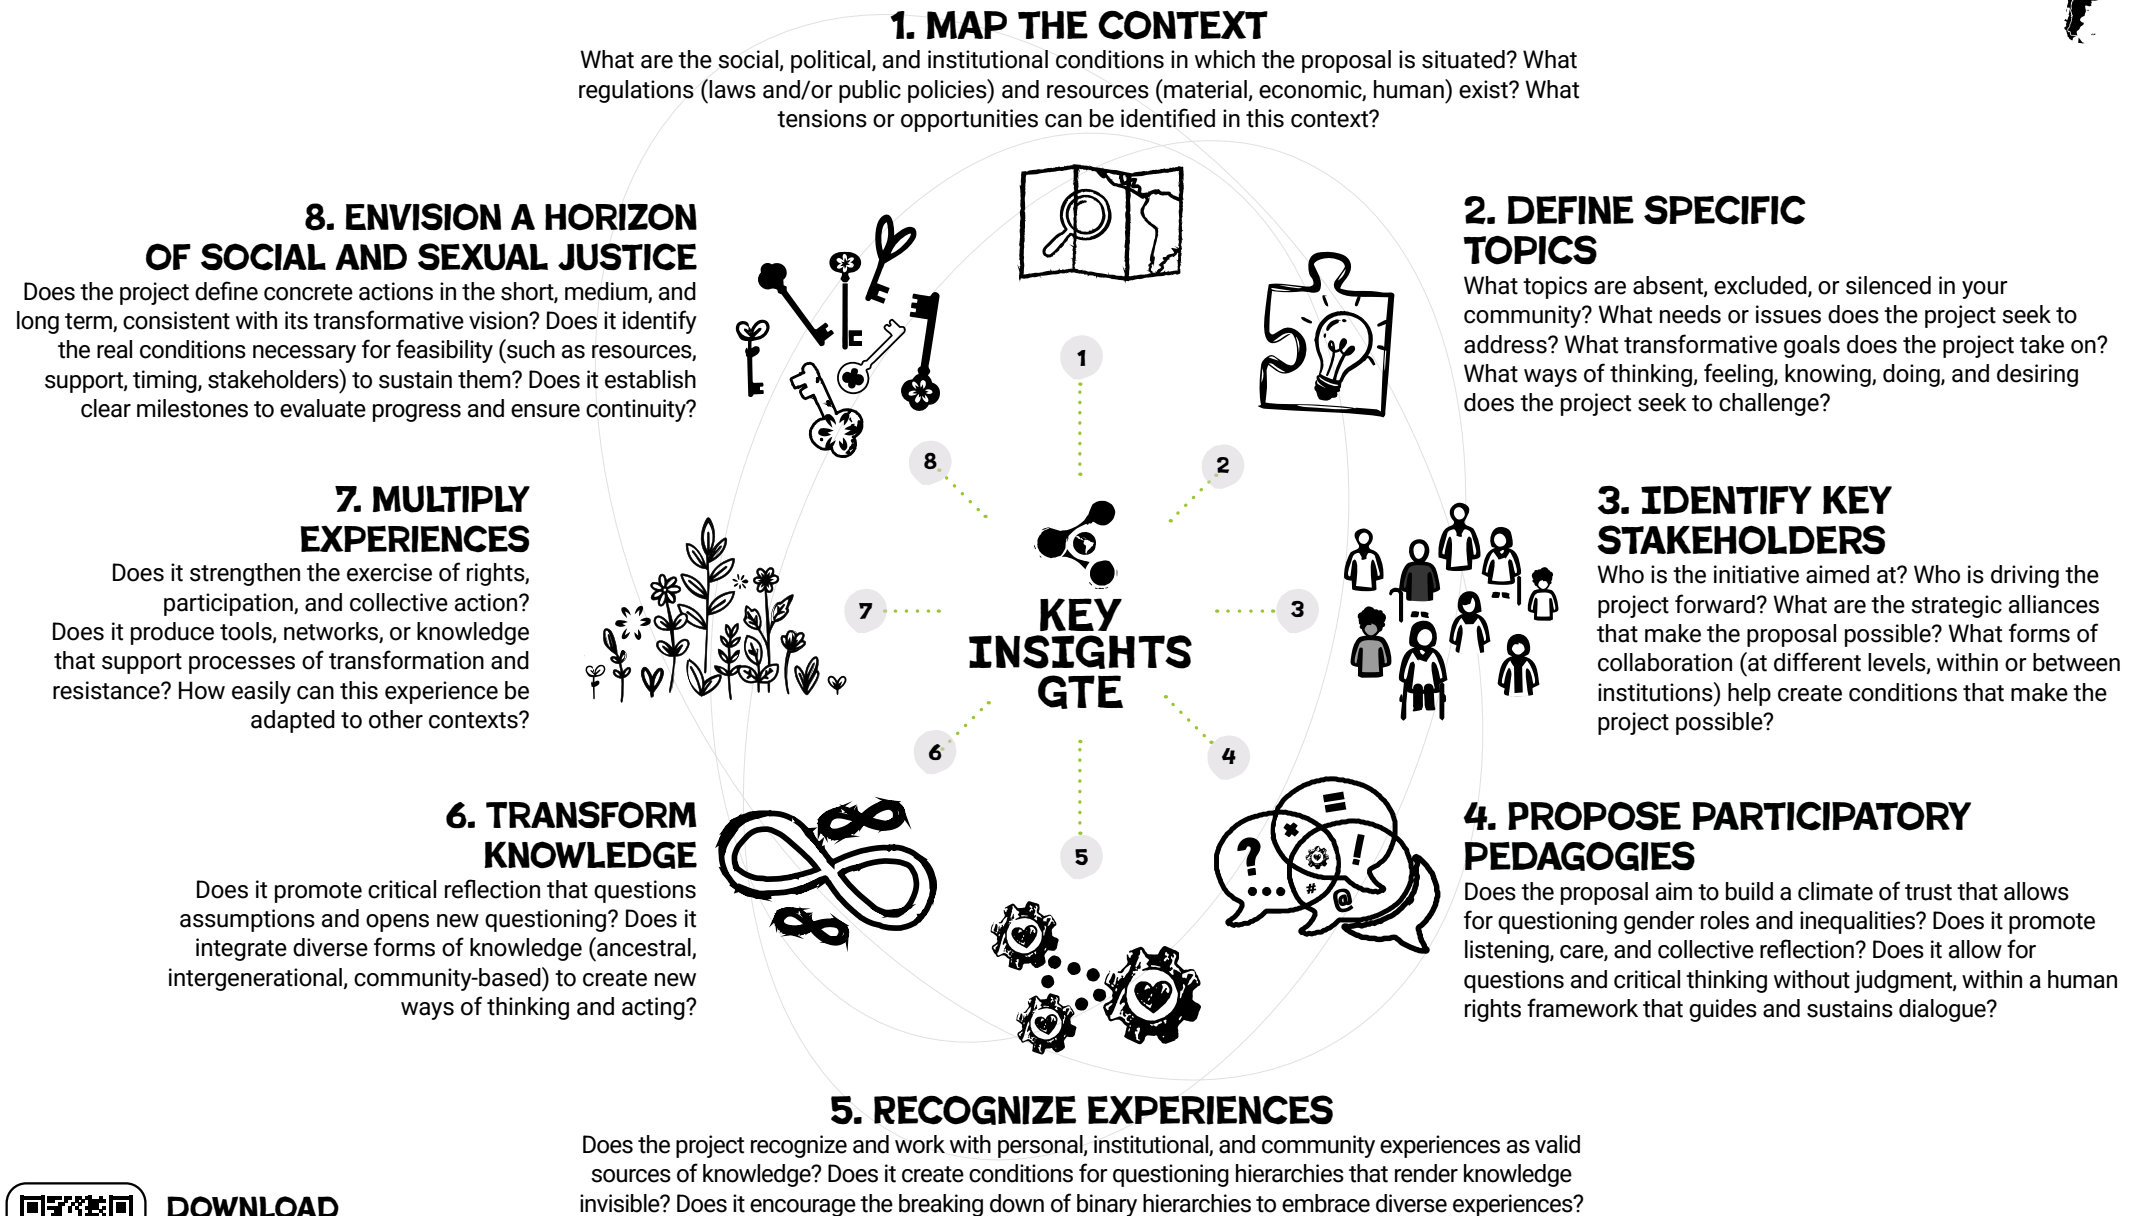 1. MAP THE CONTEXT
What are the social, political, and institutional conditions in which the proposal is situated? What
regulations (laws and/or public policies) and resources (material, economic, human) exist? What
tensions or opportunities can be identified in this context?
2. DEFINE SPECIFIC
TOPICS
What topics are absent, excluded, or silenced in your
community? What needs or issues does the project seek to
address? What transformative goals does the project take on?
What ways of thinking, feeling, knowing, doing, and desiring
does the project seek to challenge?
3. IDENTIFY KEY
STAKEHOLDERS
Who is the initiative aimed at? Who is driving the
project forward? What are the strategic alliances
that make the proposal possible? What forms of
collaboration (at different levels, within or between
institutions) help create conditions that make the
project possible?
4. PROPOSE PARTICIPATORY
PEDAGOGIES
Does the proposal aim to build a climate of trust that allows
for questioning gender roles and inequalities? Does it promote
listening, care, and collective reflection? Does it allow for
questions and critical thinking without judgment, within a human
rights framework that guides and sustains dialogue?
5. RECOGNIZE EXPERIENCES
Does the project recognize and work with personal, institutional, and community experiences as valid
sources of knowledge? Does it create conditions for questioning hierarchies that render knowledge
invisible? Does it encourage the breaking down of binary hierarchies to embrace diverse experiences?
6. TRANSFORM
KNOWLEDGE
Does it promote critical reflection that questions
assumptions and opens new questioning? Does it
integrate diverse forms of knowledge (ancestral,
intergenerational, community-based) to create new
ways of thinking and acting?
7. MULTIPLY
EXPERIENCES
Does it strengthen the exercise of rights,
participation, and collective action?
Does it produce tools, networks, or knowledge
that support processes of transformation and
resistance? How easily can this experience be
adapted to other contexts?
8. ENVISION A HORIZON
OF SOCIAL AND SEXUAL JUSTICE
Does the project define concrete actions in the short, medium, and
long term, consistent with its transformative vision? Does it identify
the real conditions necessary for feasibility (such as resources,
support, timing, stakeholders) to sustain them? Does it establish
clear milestones to evaluate progress and ensure continuity?
KEY
INSIGHTS
GTE
1
2
3
4
5
6
7
8
=
? ... !
# @
DOWNLOAD